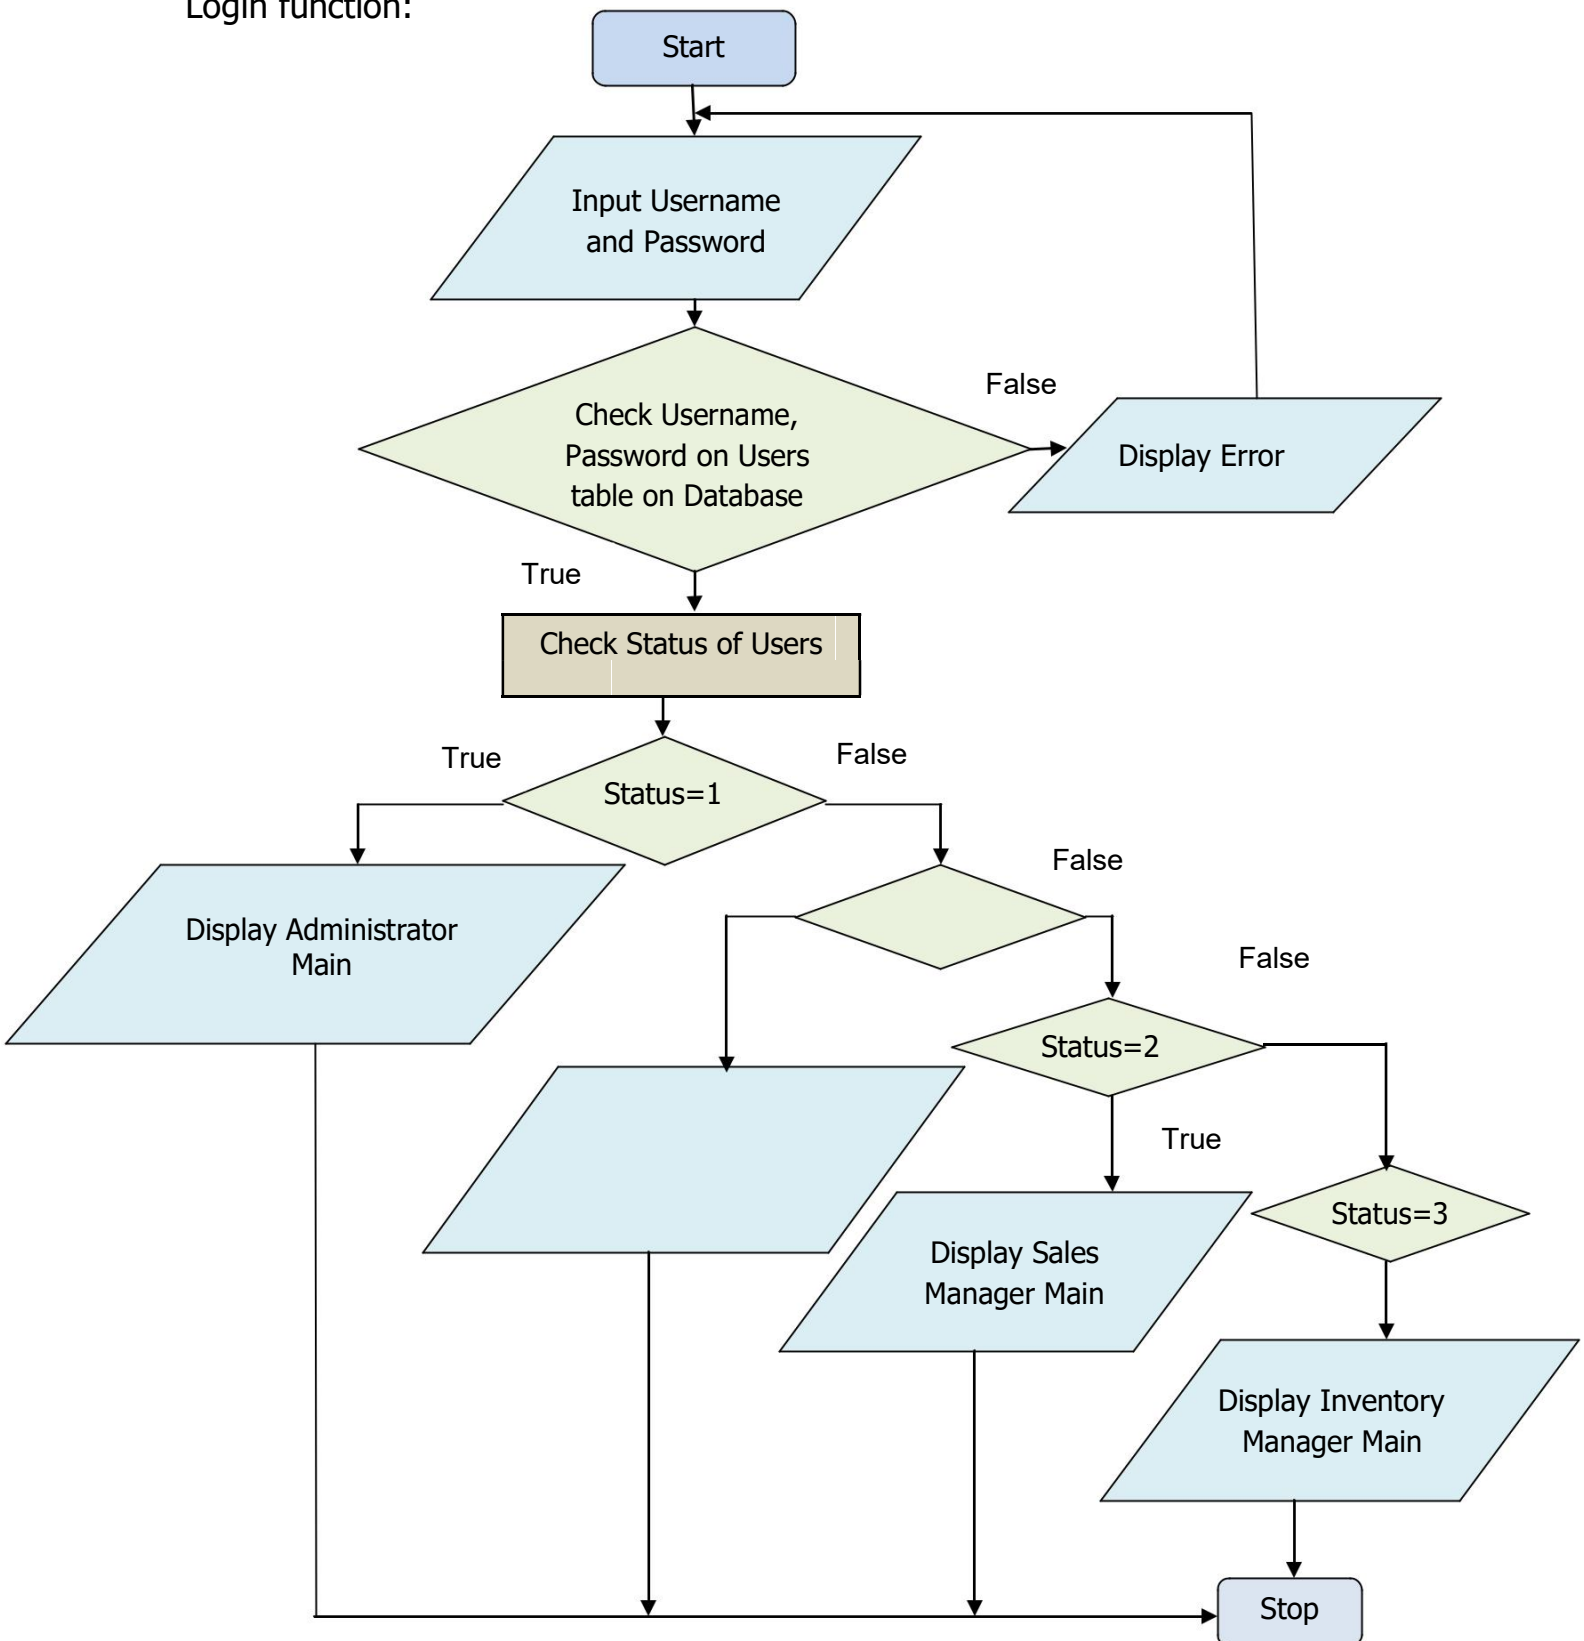 Login function:
Start
Input Username
and Password
False
Check Username,
Password on Users
table on Database
Display Error
True
Check Status of Users
True
False
Status=1
False
Display Administrator
Main
False
Status=2
True
Status=3
Display Sales
Manager Main
Display Inventory
Manager Main
Stop